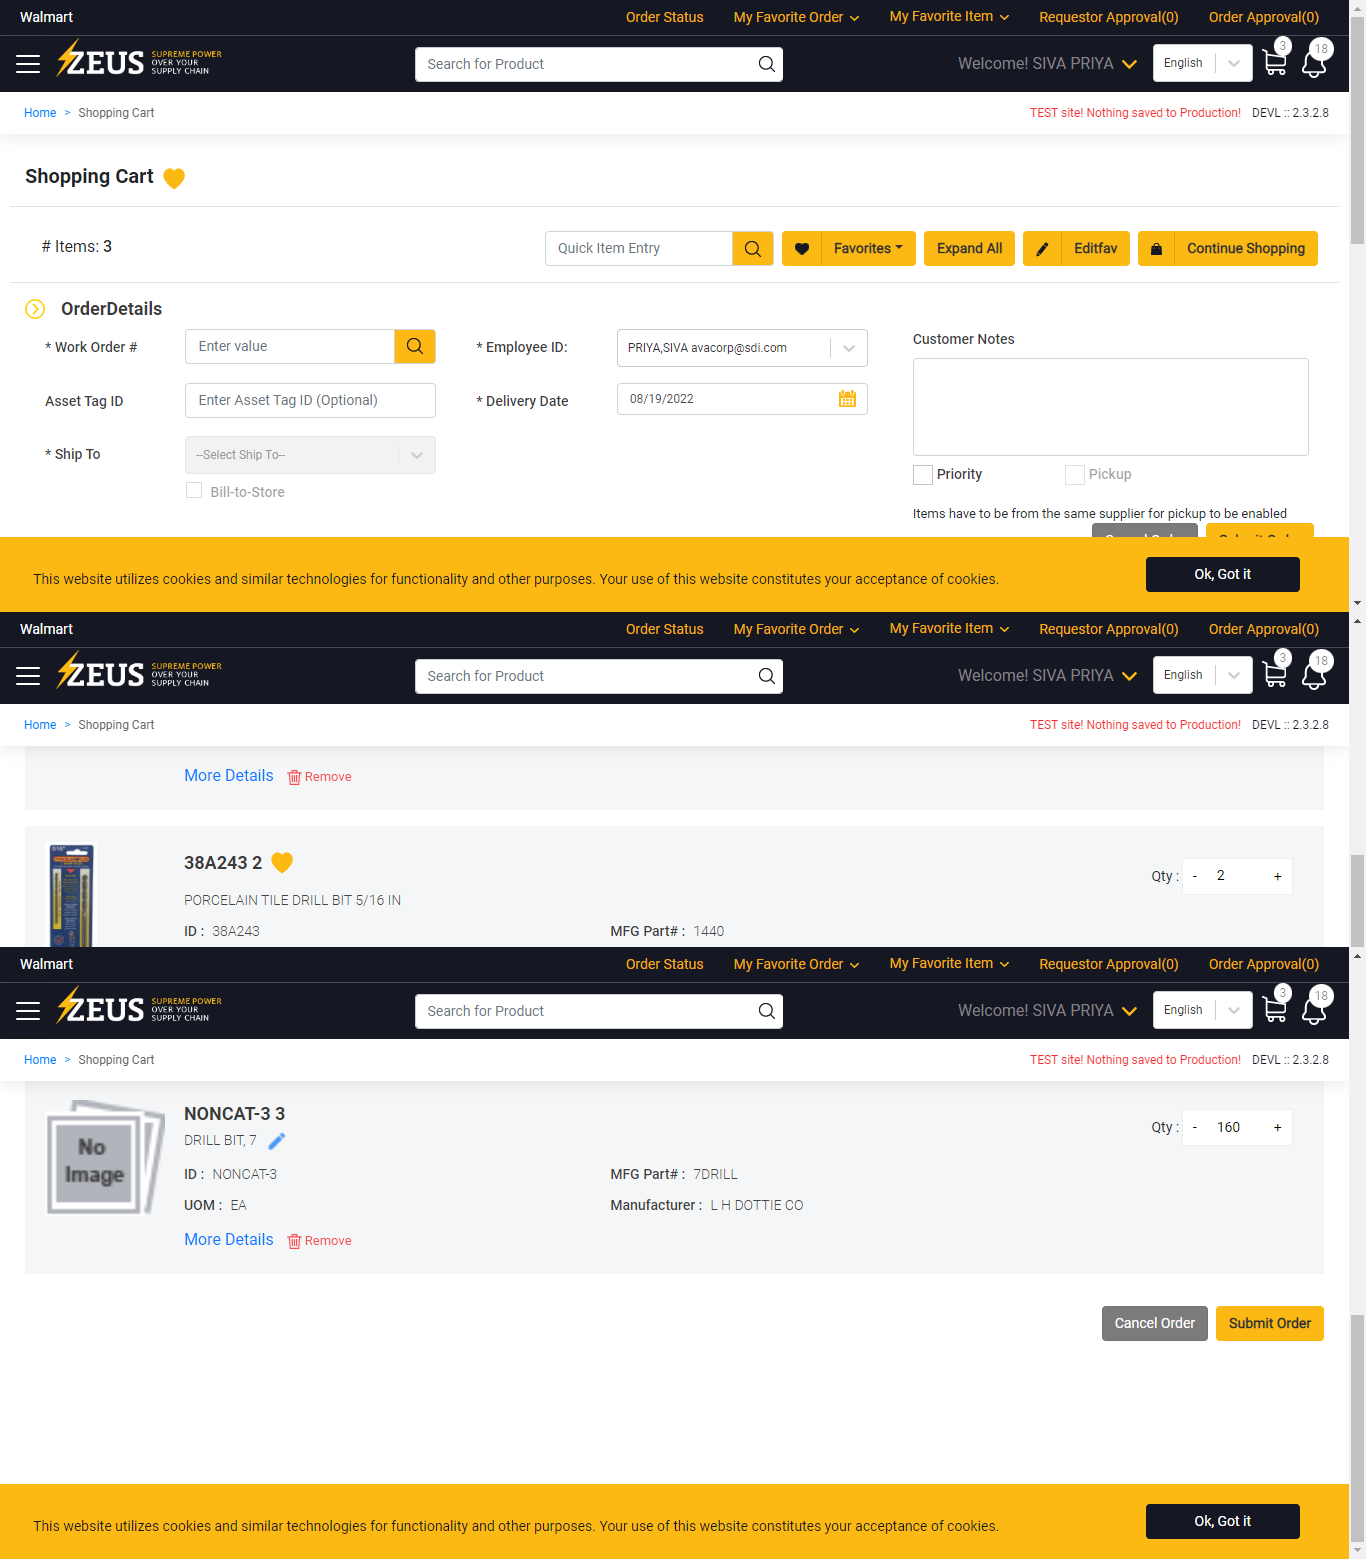 Walmart
Order Status My Favorite Order My Favorite Item Requestor Approval(0) Order Approval(0)
ZEUS SUPREME POWER OVER YOUR SUPPLY CHAIN
Search for Product
Welcome! SIVA PRIYA English 3 18
Home > Shopping Cart
TEST site! Nothing saved to Production! DEVL :: 2.3.2.8
Shopping Cart
# Items: 3
Quick Item Entry Favorites Expand All Editfav Continue Shopping
OrderDetails
* Work Order # Enter value
* Employee ID: PRIYA,SIVA avacorp@sdi.com
Customer Notes
Asset Tag ID Enter Asset Tag ID (Optional)
* Delivery Date 08/19/2022
* Ship To --Select Ship To--
Bill-to-Store
Priority Pickup
Items have to be from the same supplier for pickup to be enabled
Cancel Order Submit Order
This website utilizes cookies and similar technologies for functionality and other purposes. Your use of this website constitutes your acceptance of cookies. Ok, Got it
Walmart
Order Status My Favorite Order My Favorite Item Requestor Approval(0) Order Approval(0)
ZEUS SUPREME POWER OVER YOUR SUPPLY CHAIN
Search for Product
Welcome! SIVA PRIYA English 3 18
Home > Shopping Cart
TEST site! Nothing saved to Production! DEVL :: 2.3.2.8
More Details Remove
38A243 2
Qty : - 2 +
PORCELAIN TILE DRILL BIT 5/16 IN
ID : 38A243 MFG Part# : 1440
Walmart
Order Status My Favorite Order My Favorite Item Requestor Approval(0) Order Approval(0)
ZEUS SUPREME POWER OVER YOUR SUPPLY CHAIN
Search for Product
Welcome! SIVA PRIYA English 3 18
Home > Shopping Cart
TEST site! Nothing saved to Production! DEVL :: 2.3.2.8
No Image
NONCAT-3 3
Qty : - 160 +
DRILL BIT, 7
ID : NONCAT-3 MFG Part# : 7DRILL
UOM : EA Manufacturer : L H DOTTIE CO
More Details Remove
Cancel Order Submit Order
This website utilizes cookies and similar technologies for functionality and other purposes. Your use of this website constitutes your acceptance of cookies. Ok, Got it